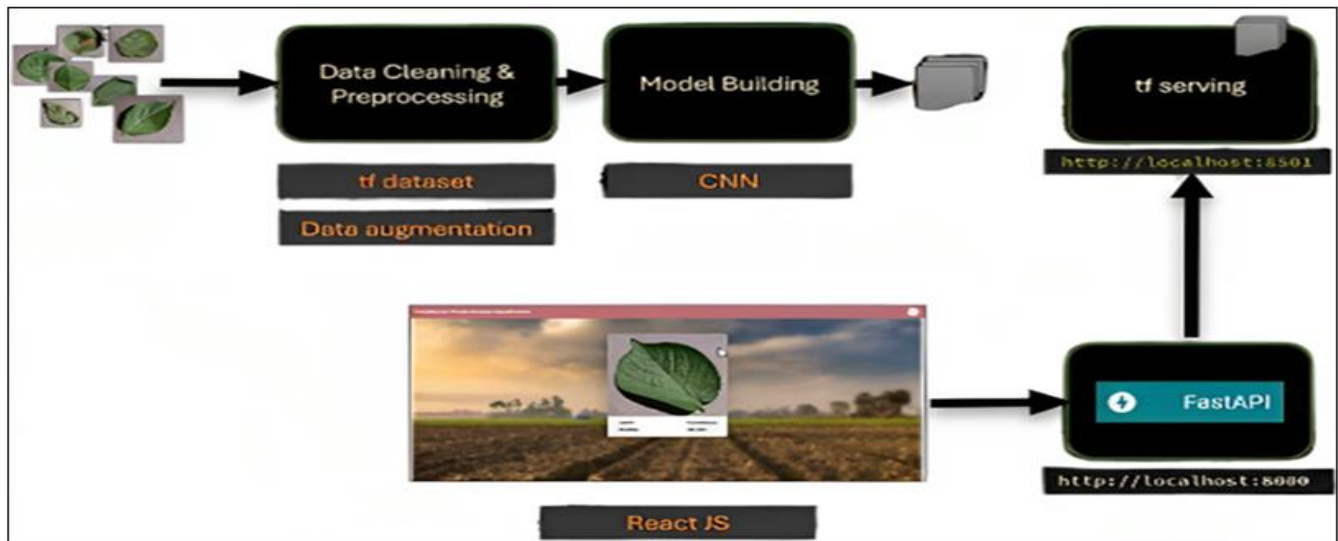 Data Cleaning &
Preprocessing
Model Building
tf serving
http://localhost:8501
tf dataset
CNN
Data augmentation
FastAPI
http://localhost:8000
React JS